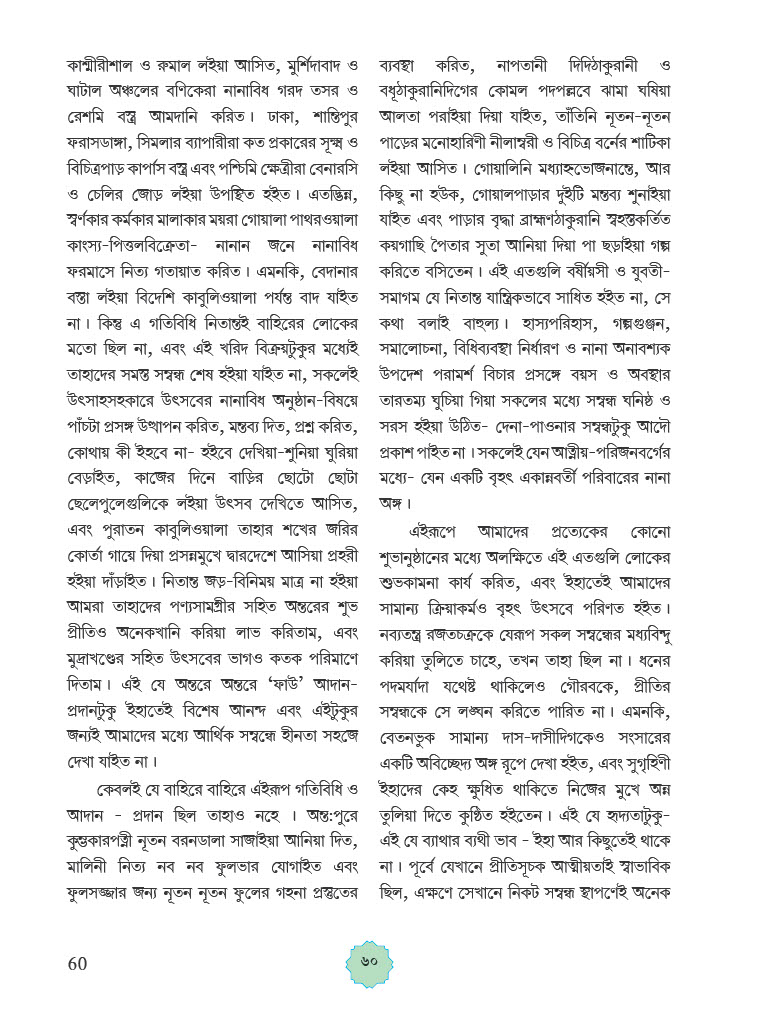 কাশ্মীরীশাল ও রুমাল লইয়া আসিত, মুর্শিদাবাদ ও
ঘাটাল অঞ্চলের বণিকেরা নানাবিধ গরদ তসর ও
রেশমি বস্ত্র আমদানি করিত। ঢাকা, শান্তিপুর
ফরাসডাঙ্গা, সিমলার ব্যাপারীরা কত প্রকারের সূক্ষ্ম ও
বিচিত্রপাড় কার্পাস বস্ত্র এবং পশ্চিমি ক্ষেত্রীরা বেনারসি
ও চেলির জোড় লইয়া উপস্থিত হইত। এতদ্ভিন্ন,
স্বর্ণকার কর্মকার মালাকার ময়রা গোয়ালা পাথরওয়ালা
কাংস্য-পিত্তলবিক্রেতা- নানান জনে নানাবিধ
ফরমাসে নিত্য গতায়াত করিত। এমনকি, বেদানার
বস্তা লইয়া বিদেশি কাবুলিওয়ালা পর্যন্ত বাদ যাইত
না। কিন্তু এ গতিবিধি নিতান্তই বাহিরের লোকের
মতো ছিল না, এবং এই খরিদ বিক্রয়টুকুর মধ্যেই
তাহাদের সমস্ত সম্বন্ধ শেষ হইয়া যাইত না, সকলেই
উৎসাহসহকারে উৎসবের নানাবিধ অনুষ্ঠান-বিষয়ে
পাঁচটা প্রসঙ্গ উত্থাপন করিত, মন্তব্য দিত, প্রশ্ন করিত,
কোথায় কী ইহবে না- হইবে দেখিয়া-শুনিয়া ঘুরিয়া
বেড়াইত, কাজের দিনে বাড়ির ছোটো ছোটা
ছেলেপুলেগুলিকে লইয়া উৎসব দেখিতে আসিত,
এবং পুরাতন কাবুলিওয়ালা তাহার শখের জরির
কোর্তা গায়ে দিয়া প্রসন্নমুখে দ্বারদেশে আসিয়া প্রহরী
হইয়া দাঁড়াইত। নিতান্ত জড়-বিনিময় মাত্র না হইয়া
আমরা তাহাদের পণ্যসামগ্রীর সহিত অন্তরের শুভ
প্রীতিও অনেকখানি করিয়া লাভ করিতাম, এবং
মুদ্রাখণ্ডের সহিত উৎসবের ভাগও কতক পরিমাণে
দিতাম। এই যে অন্তরে অন্তরে ‘ফাউ’ আদান-
প্রদানটুকু ইহাতেই বিশেষ আনন্দ এবং এইটুকুর
জন্যই আমাদের মধ্যে আর্থিক সম্বন্ধে হীনতা সহজে
দেখা যাইত না।
কেবলই যে বাহিরে বাহিরে এইরূপ গতিবিধি ও
আদান - প্রদান ছিল তাহাও নহে । অন্ত:পুরে
কুম্ভকারপত্নী নূতন বরনডালা সাজাইয়া আনিয়া দিত,
মালিনী নিত্য নব নব ফুলভার যোগাইত এবং
ফুলসজ্জার জন্য নূতন নূতন ফুলের গহনা প্রস্তুতের
ব্যবস্থা করিত, নাপতানী দিদিঠাকুরানী ও
বধূঠাকুরানিদিগের কোমল পদপল্লবে ঝামা ঘষিয়া
আলতা পরাইয়া দিয়া যাইত, তাঁতিনি নূতন-নূতন
পাড়ের মনোহারিণী নীলাম্বরী ও বিচিত্র বর্নের শাটিকা
লইয়া আসিত। গোয়ালিনি মধ্যাহ্নভোজনান্তে, আর
কিছু না হউক, গোয়ালপাড়ার দুইটি মন্তব্য শুনাইয়া
যাইত এবং পাড়ার বৃদ্ধা ব্রাহ্মণঠাকুরানি স্বহস্তকর্তিত
কয়গাছি পৈতার সুতা আনিয়া দিয়া পা ছড়াইয়া গল্প
করিতে বসিতেন। এই এতগুলি বর্ষীয়সী ও যুবতী-
সমাগম যে নিতান্ত যান্ত্রিকভাবে সাধিত হইত না, সে
কথা বলাই বাহুল্য। হাস্যপরিহাস, গল্পগুঞ্জন,
সমালোচনা, বিধিব্যবস্থা নির্ধারণ ও নানা অনাবশ্যক
উপদেশ পরামর্শ বিচার প্রসঙ্গে বয়স ও অবস্থার
তারতম্য ঘুচিয়া গিয়া সকলের মধ্যে সম্বন্ধ ঘনিষ্ঠ ও
সরস হইয়া উঠিত- দেনা-পাওনার সম্বন্ধটুকু আদৌ
প্রকাশ পাইত না। সকলেই যেন আত্নীয়-পরিজনবর্গের
মধ্যে- যেন একটি বৃহৎ একান্নবর্তী পরিবারের নানা
অঙ্গ।
এইরূপে আমাদের প্রত্যেকের কোনো
শুভানুষ্ঠানের মধ্যে অলক্ষিতে এই এতগুলি লোকের
শুভকামনা কার্য করিত, এবং ইহাতেই আমাদের
সামান্য ক্রিয়াকর্মও বৃহৎ উৎসবে পরিণত হইত।
নব্যতন্ত্র রজতচক্রকে যেরূপ সকল সম্বন্ধের মধ্যবিন্দু
করিয়া তুলিতে চাহে, তখন তাহা ছিল না। ধনের
পদমর্যাদা যথেষ্ট থাকিলেও গৌরবকে, প্রীতির
সম্বন্ধকে সে লঙ্ঘন করিতে পারিত না। এমনকি,
বেতনভুক সামান্য দাস-দাসীদিগকেও সংসারের
একটি অবিচ্ছেদ্য অঙ্গ রূপে দেখা হইত, এবং সুগৃহিণী
ইহাদের কেহ ক্ষুধিত থাকিতে নিজের মুখে অন্ন
তুলিয়া দিতে কুণ্ঠিত হইতেন। এই যে হৃদ্যতাটুকু-
এই যে ব্যাথার ব্যথী ভাব - ইহা আর কিছুতেই থাকে
না। পূর্বে যেখানে প্রীতিসূচক আত্মীয়তাই স্বাভাবিক
ছিল, এক্ষণে সেখানে নিকট সম্বন্ধ স্থাপণেই অনেক
60
৬০